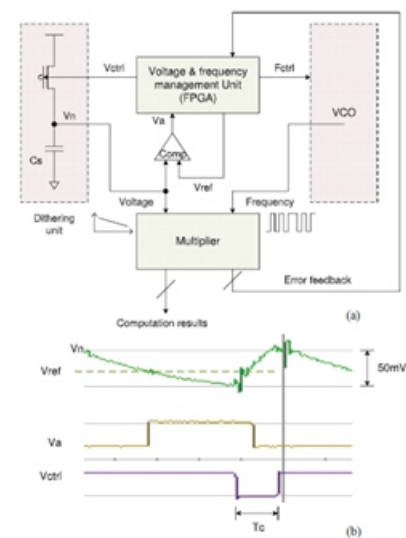 Vctrl
Voltage & frequency
management Unit
(FPGA)
Fctrl
Vn
Va
VCO
Comp
Cs
Vref
Voltage
Frequency
Dithering
unit
Multiplier
Error feedback
Computation results
(a)
Vn
Vref
50mV
Va
Vctrl
Tc
(b)